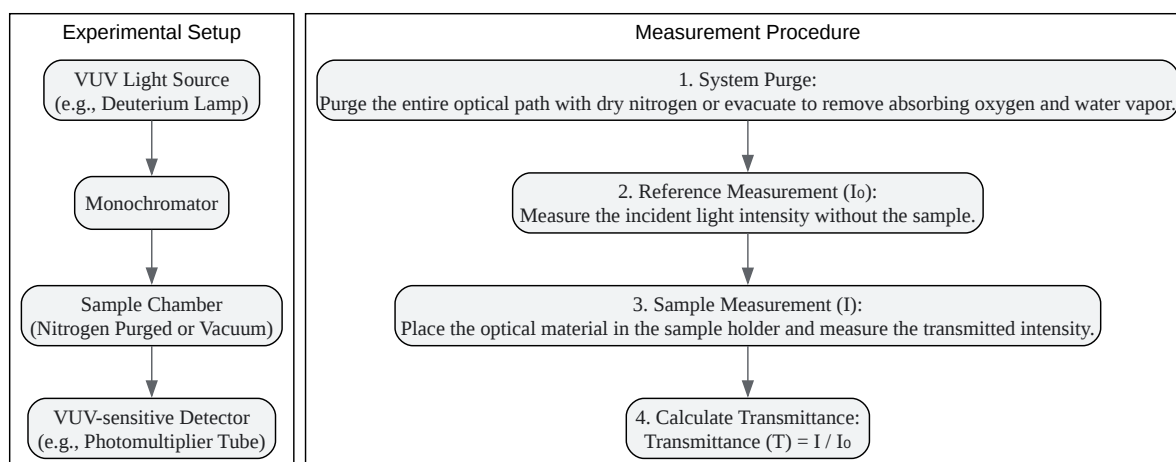 Experimental Setup
VUV Light Source
(e.g., Deuterium Lamp)
Monochromator
Sample Chamber
(Nitrogen Purged or Vacuum)
VUV-sensitive Detector
(e.g., Photomultiplier Tube)
Measurement Procedure
1. System Purge:
Purge the entire optical path with dry nitrogen or evacuate to remove absorbing oxygen and water vapor.
2. Reference Measurement (I₀):
Measure the incident light intensity without the sample.
3. Sample Measurement (I):
Place the optical material in the sample holder and measure the transmitted intensity.
4. Calculate Transmittance:
Transmittance (T) = I / I₀